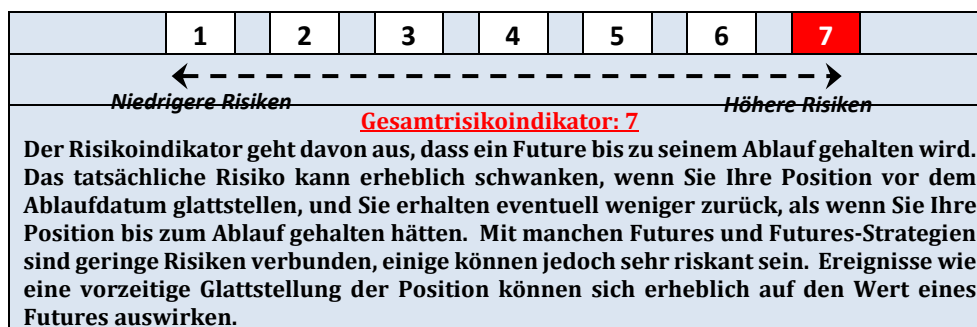 1 2 3 4 5 6 7
Niedrigere Risiken Höhere Risiken
Gesamtrisikoindikator: 7
Der Risikoindikator geht davon aus, dass ein Future bis zu seinem Ablauf gehalten wird.
Das tatsächliche Risiko kann erheblich schwanken, wenn Sie Ihre Position vor dem
Ablaufdatum glattstellen, und Sie erhalten eventuell weniger zurück, als wenn Sie Ihre
Position bis zum Ablauf gehalten hätten. Mit manchen Futures und Futures-Strategien
sind geringe Risiken verbunden, einige können jedoch sehr riskant sein. Ereignisse wie
eine vorzeitige Glattstellung der Position können sich erheblich auf den Wert eines
Futures auswirken.